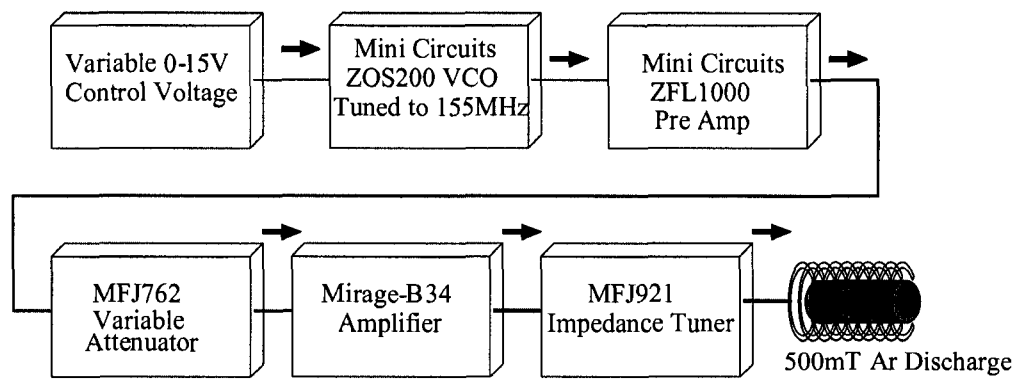 Variable 0-15V
Control Voltage
Mini Circuits
ZOS200 VCO
Tuned to 155MHz
Mini Circuits
ZFL1000
Pre Amp
MFJ762
Variable
Attenuator
Mirage-B34
Amplifier
MFJ921
Impedance Tuner
500mT Ar Discharge